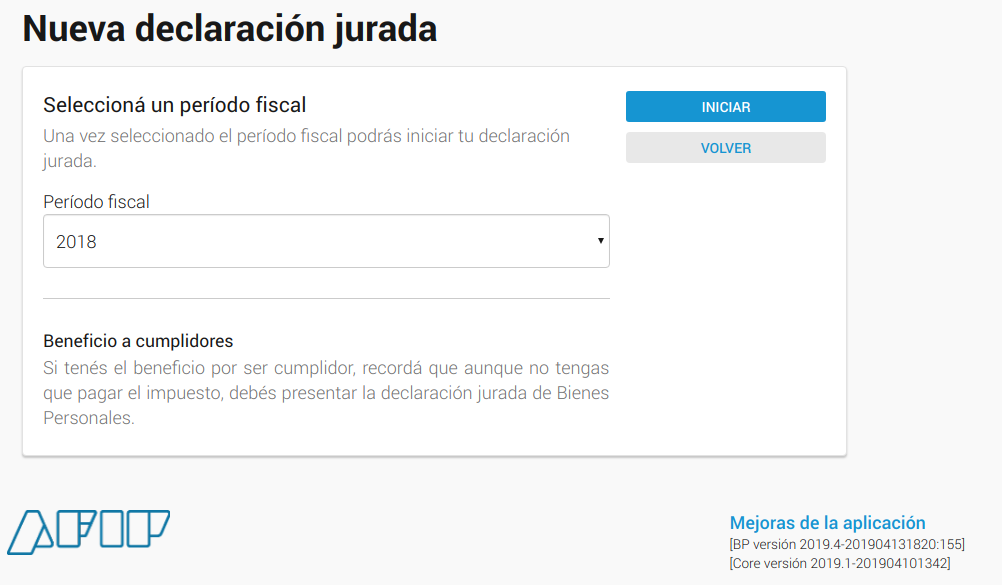 Nueva declaración jurada
Seleccioná un período fiscal
Una vez seleccionado el período fiscal podrás iniciar tu declaración
jurada.
INICIAR
VOLVER
Período fiscal
2018
Beneficio a cumplidores
Si tenés el beneficio por ser cumplidor, recordá que aunque no tengas
que pagar el impuesto, debés presentar la declaración jurada de Bienes
Personales.
AFIP
Mejoras de la aplicación
[BP versión 2019.4-201904131820:155]
[Core versión 2019.1-201904101342]